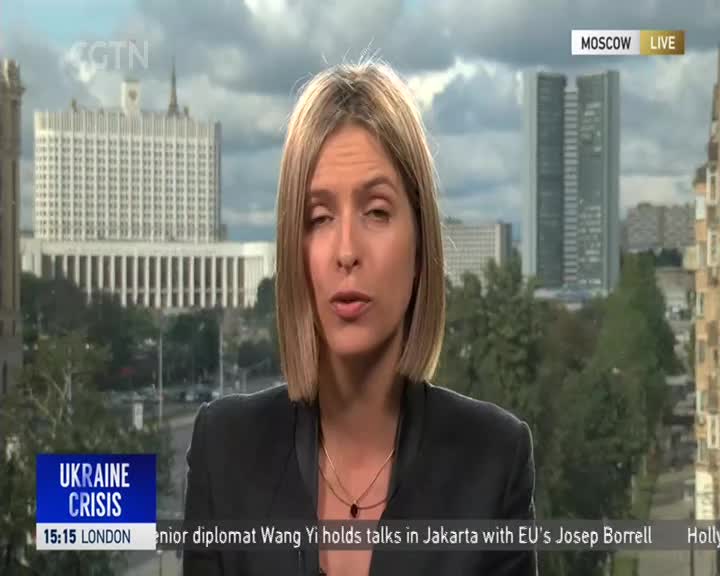 CGTN
MOSCOW LIVE
UKRAINE
CRISIS
15:15 LONDON
enior diplomat Wang Yi holds talks in Jakarta with EU's Josep Borrell Holly